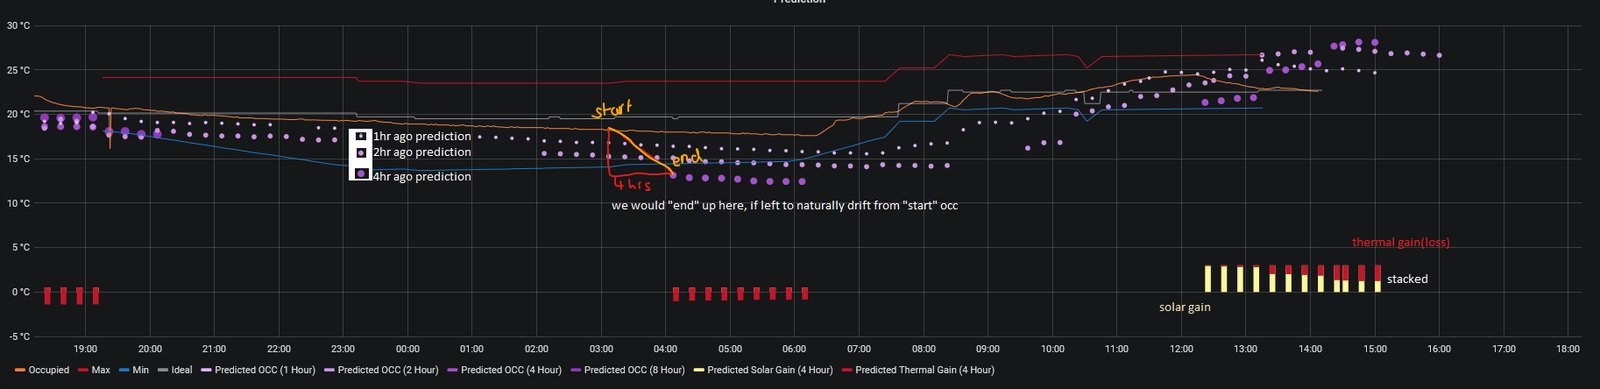 Prediction
30 °C
25 °C
20 °C
15 °C
10 °C
5 °C
0 °C
-5 °C
start
1hr ago prediction
2hr ago prediction
4hr ago prediction
end
4 hrs
we would "end" up here, if left to naturally drift from "start" occ
thermal gain(loss)
stacked
solar gain
19:00 20:00 21:00 22:00 23:00 00:00 01:00 02:00 03:00 04:00 05:00 06:00 07:00 08:00 09:00 10:00 11:00 12:00 13:00 14:00 15:00 16:00 17:00 18:00
Occupied Max Min Ideal Predicted OCC (1 Hour) Predicted OCC (2 Hour) Predicted OCC (4 Hour) Predicted OCC (8 Hour) Predicted Solar Gain (4 Hour) Predicted Thermal Gain (4 Hour)